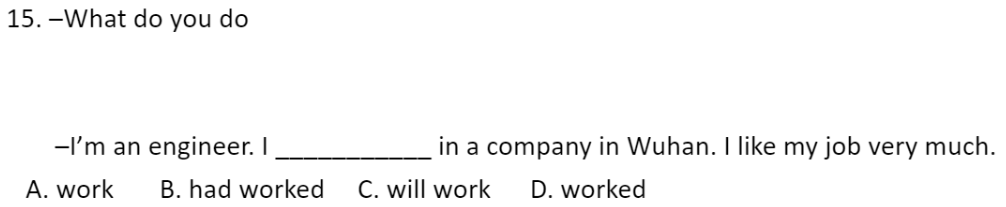 15. –What do you do
–I’m an engineer. I ___________ in a company in Wuhan. I like my job very much.
A. work B. had worked C. will work D. worked